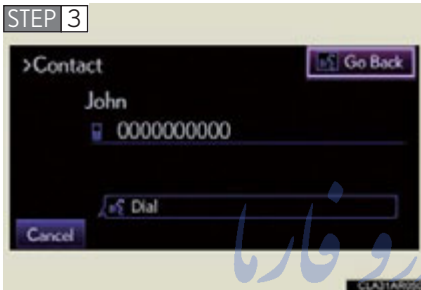 STEP 3
>Contact
Go Back
John
0000000000
Dial
Cancel
رو فارما
CLA31AR050